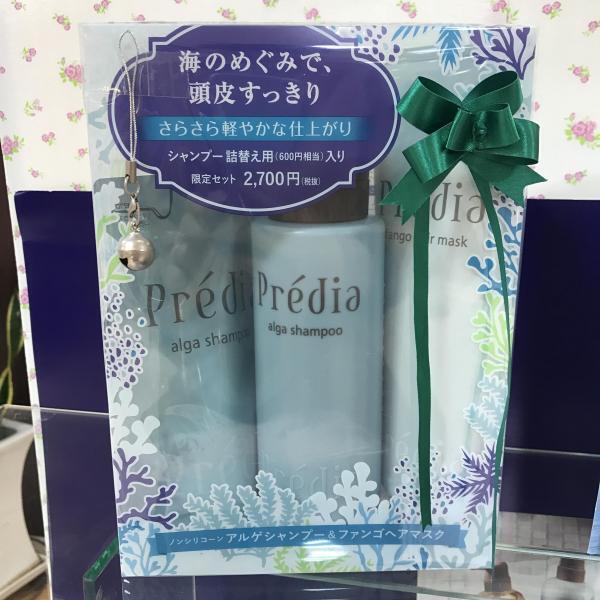 海のめぐみで、
頭皮すっきり
さらさら軽やかな仕上がり
シャンプー詰替え用(600円相当)入り
限定セット 2,700円(税抜)
Prédia
alga shampoo
Prédia
alga shampoo
Prédia
mask
Prédia
ノンシリコーン アルゲシャンプー&ファンゴヘアマスク